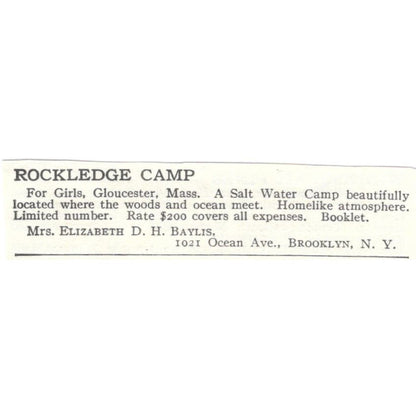 ROCKLEDGE CAMP
For Girls, Gloucester, Mass. A Salt Water Camp beautifully
located where the woods and ocean meet. Homelike atmosphere.
Limited number. Rate $200 covers all expenses. Booklet.
Mrs. ELIZABETH D. H. BAYLIS,
1021 Ocean Ave., BROOKLYN, N. Y.